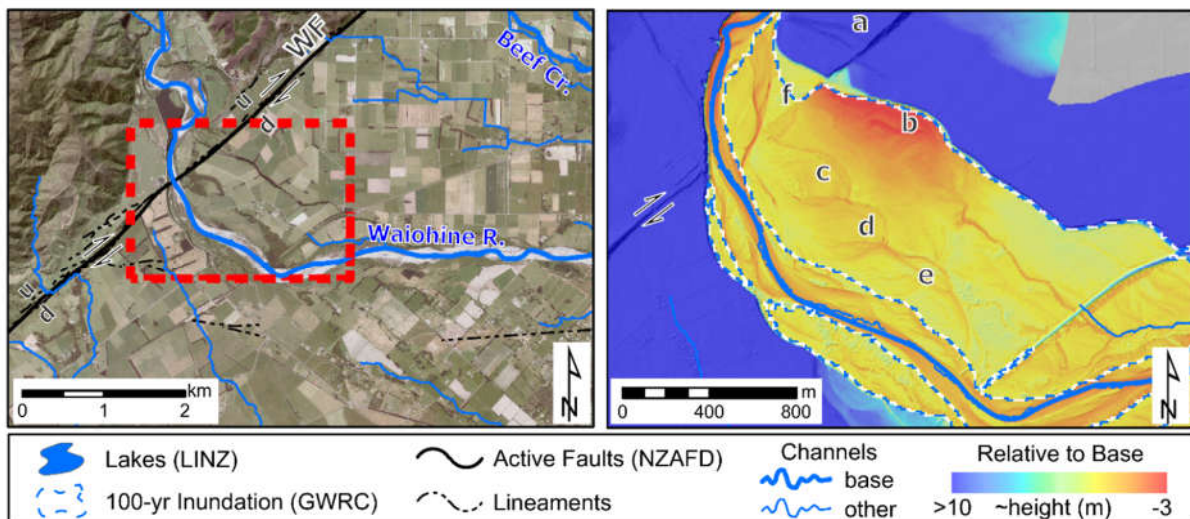 WF
Beef Cr.
u
d
Waiohine R.
u
d
km
0 1 2
N
a
b
f
c
d
e
m
0 400 800
N
Lakes (LINZ)
100-yr Inundation (GWRC)
Active Faults (NZAFD)
Lineaments
Channels
base
other
Relative to Base
>10 ~height (m) -3